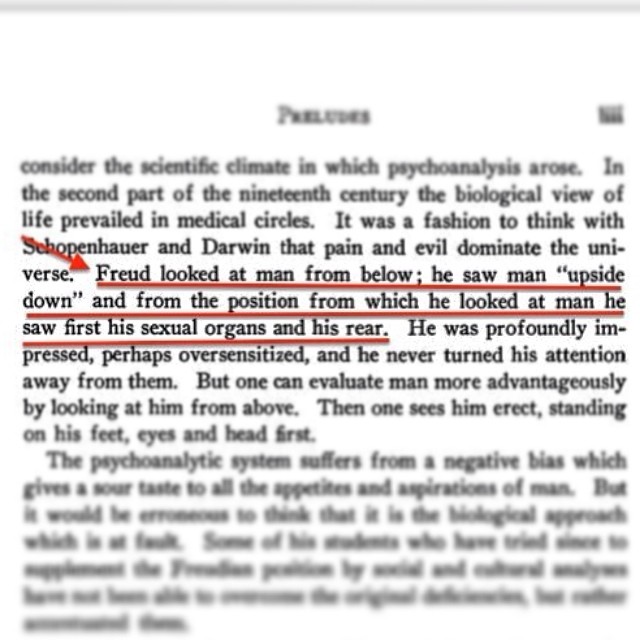 PRELUDES iii
consider the scientific climate in which psychoanalysis arose. In
the second part of the nineteenth century the biological view of
life prevailed in medical circles. It was a fashion to think with
Schopenhauer and Darwin that pain and evil dominate the uni-
verse. Freud looked at man from below; he saw man "upside
down" and from the position from which he looked at man he
saw first his sexual organs and his rear. He was profoundly im-
pressed, perhaps oversensitized, and he never turned his attention
away from them. But one can evaluate man more advantageously
by looking at him from above. Then one sees him erect, standing
on his feet, eyes and head first.
The psychoanalytic system suffers from a negative bias which
gives a sour taste to all the appetites and aspirations of man. But
it would be erroneous to think that it is the biological approach
which is at fault. Some of his students who have tried since to
supplement the Freudian position by social and cultural analyses
have not been able to overcome the original deficiencies, but rather
accentuated them.